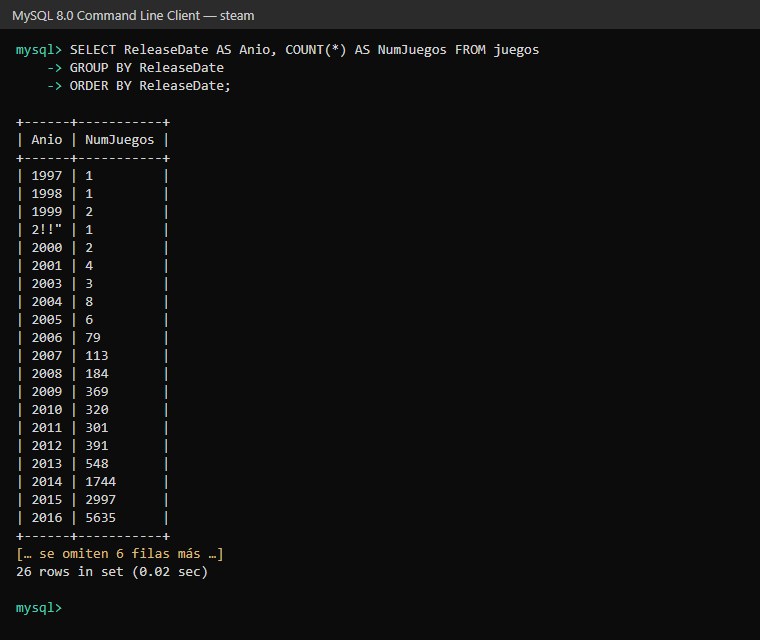 MySQL 8.0 Command Line Client — steam
mysql> SELECT ReleaseDate AS Anio, COUNT(*) AS NumJuegos FROM juegos
-> GROUP BY ReleaseDate
-> ORDER BY ReleaseDate;
+------+-----------+
| Anio | NumJuegos |
+------+-----------+
| 1997 | 1         |
| 1998 | 1         |
| 1999 | 2         |
| 2!!" | 1         |
| 2000 | 2         |
| 2001 | 4         |
| 2003 | 3         |
| 2004 | 8         |
| 2005 | 6         |
| 2006 | 79        |
| 2007 | 113       |
| 2008 | 184       |
| 2009 | 369       |
| 2010 | 320       |
| 2011 | 301       |
| 2012 | 391       |
| 2013 | 548       |
| 2014 | 1744      |
| 2015 | 2997      |
| 2016 | 5635      |
+------+-----------+
[… se omiten 6 filas más …]
26 rows in set (0.02 sec)
mysql>